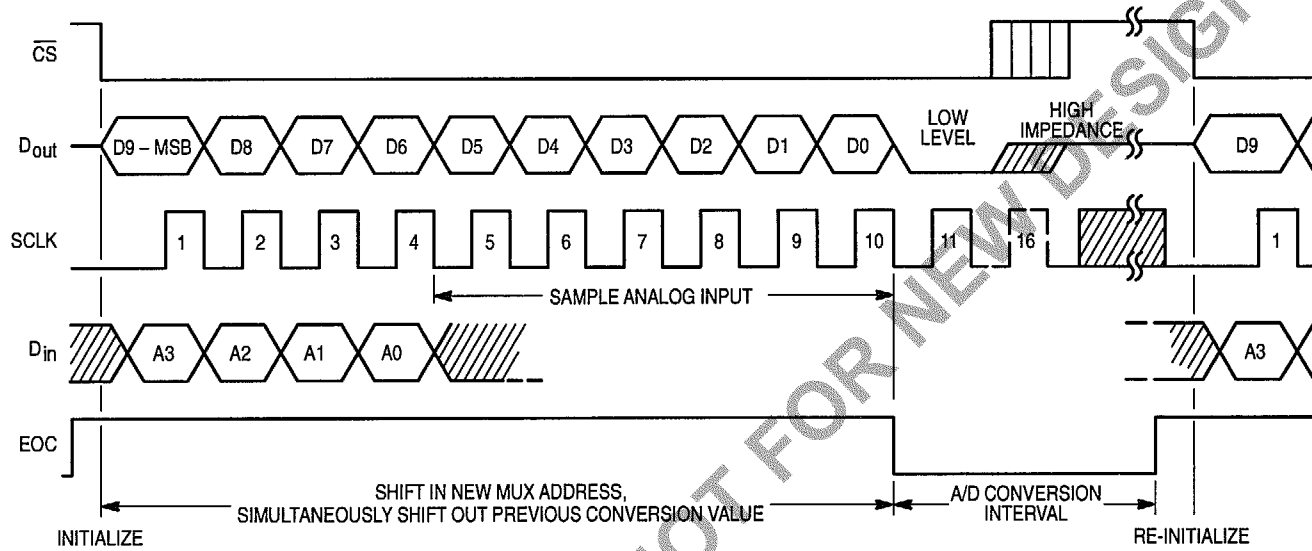 CS
Dout
D9 – MSB D8 D7 D6 D5 D4 D3 D2 D1 D0
LOW
LEVEL
HIGH
IMPEDANCE
D9
SCLK
1 2 3 4 5 6 7 8 9 10 11 16 1
SAMPLE ANALOG INPUT
Din
A3 A2 A1 A0
A3
EOC
SHIFT IN NEW MUX ADDRESS,
SIMULTANEOUSLY SHIFT OUT PREVIOUS CONVERSION VALUE
A/D CONVERSION
INTERVAL
INITIALIZE
RE-INITIALIZE
NOT FOR NEW DESIGN